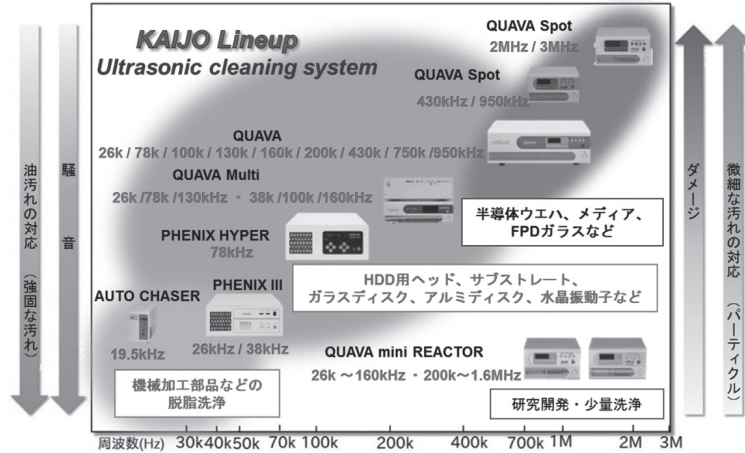 KAIJO Lineup
Ultrasonic cleaning system
QUAVA Spot
2MHz / 3MHz
QUAVA Spot
430kHz / 950kHz
QUAVA
26k / 78k / 100k / 130k / 160k / 200k / 430k / 750k /950kHz
QUAVA Multi
26k /78k /130kHz ・ 38k /100k /160kHz
半導体ウエハ、メディア、
FPDガラスなど
PHENIX HYPER
78kHz
HDD用ヘッド、サブストレート、
ガラスディスク、アルミディスク、水晶振動子など
AUTO CHASER
19.5kHz
PHENIX III
26kHz / 38kHz
QUAVA mini REACTOR
26k ～160kHz ・ 200k～1.6MHz
機械加工部品などの
脱脂洗浄
研究開発・少量洗浄
油汚れの対応 (強固な汚れ)
騒 音
ダメージ
微細な汚れの対応 (パーティクル)
周波数(Hz) 30k 40k 50k 70k 100k 200k 400k 700k 1M 2M 3M